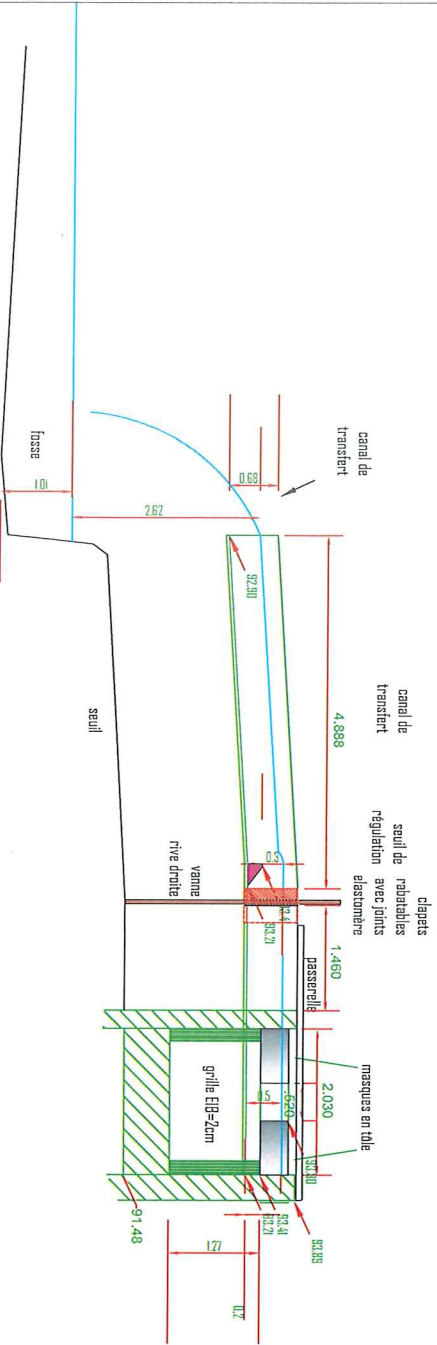 canal de
transfert
canal de
transfert
clapets
rabatables
avec joints
elastomère
seuil de
régulation
masques en tôle
passerelle
vanne
rive droite
grille EIB=2cm
seuil
fosse
0.68
2.62
1.01
92.90
4.888
0.3
93.21
1.460
2.030
0.5
.520
93.80
93.89
93.41
93.21
91.48
1.27
0.2